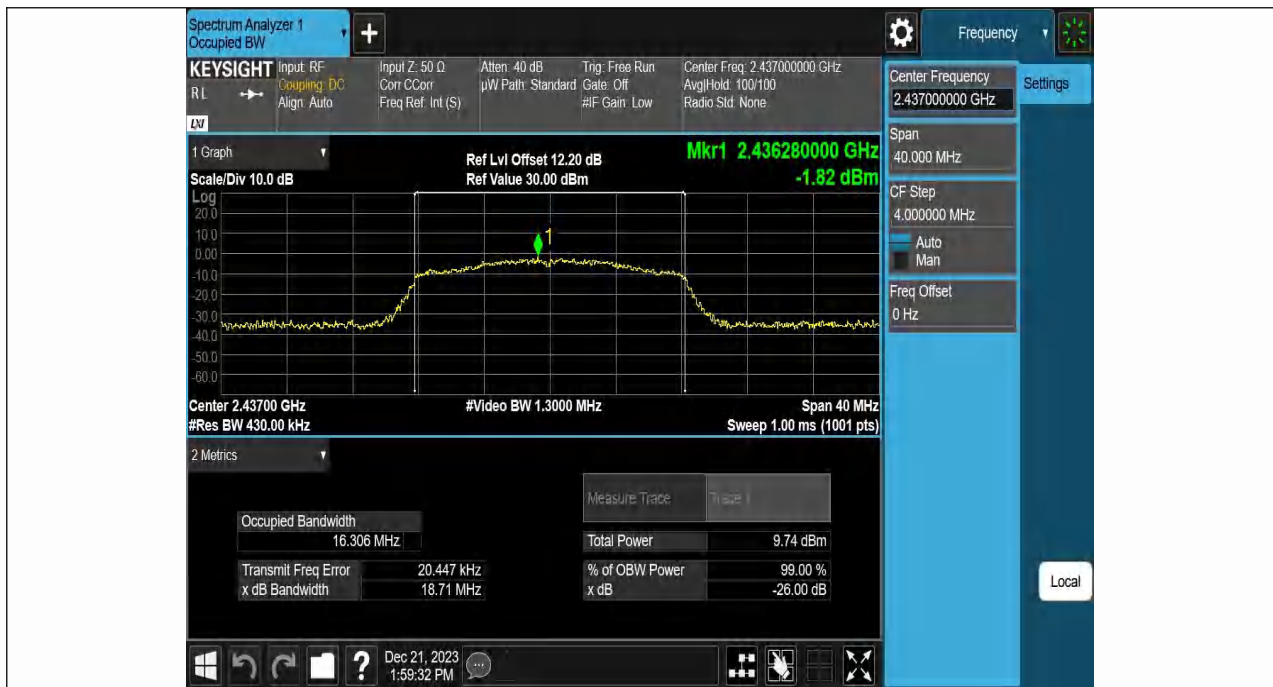 Spectrum Analyzer 1
Occupied BW
+
Frequency
KEYSIGHT
RL
LXI
Input: RF
Coupling: DC
Align: Auto
Input Z: 50 Ω
Corr CCorr
Freq Ref: Int (S)
Atten: 40 dB
µW Path: Standard
Trig: Free Run
Gate: Off
#IF Gain: Low
Center Freq: 2.437000000 GHz
Avg|Hold: 100/100
Radio Std: None
Center Frequency
2.437000000 GHz
Settings
Span
40.000 MHz
CF Step
4.000000 MHz
Auto
Man
Freq Offset
0 Hz
Local
1 Graph
Scale/Div 10.0 dB
Ref Lvl Offset 12.20 dB
Ref Value 30.00 dBm
Mkr1 2.436280000 GHz
-1.82 dBm
Log
20.0
10.0
0.00
-10.0
-20.0
-30.0
-40.0
-50.0
-60.0
1
Center 2.43700 GHz
#Video BW 1.3000 MHz
Span 40 MHz
#Res BW 430.00 kHz
Sweep 1.00 ms (1001 pts)
2 Metrics
Measure Trace
Trace 1
Occupied Bandwidth
16.306 MHz
Total Power 9.74 dBm
Transmit Freq Error 20.447 kHz
% of OBW Power 99.00 %
x dB Bandwidth 18.71 MHz
x dB -26.00 dB
?
Dec 21, 2023
1:59:32 PM